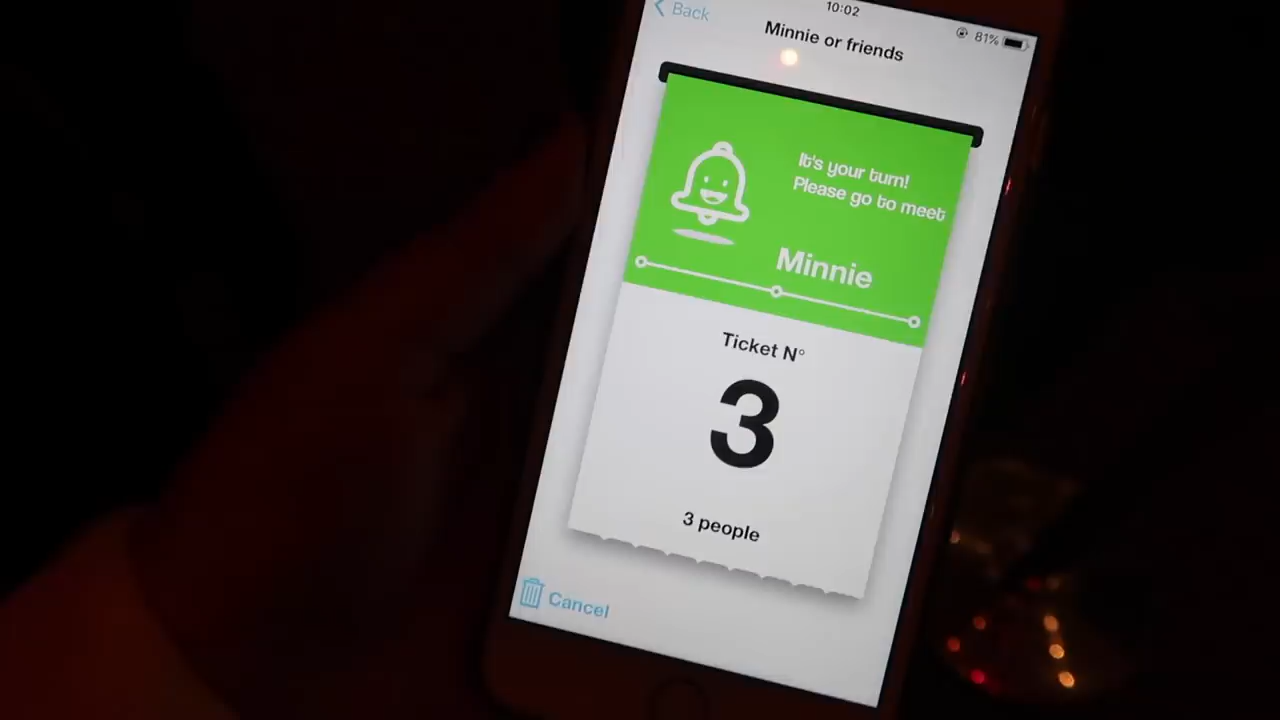 Back
10:02
81%
Minnie or friends
It's your turn!
Please go to meet
Minnie
Ticket N°
3
3 people
Cancel